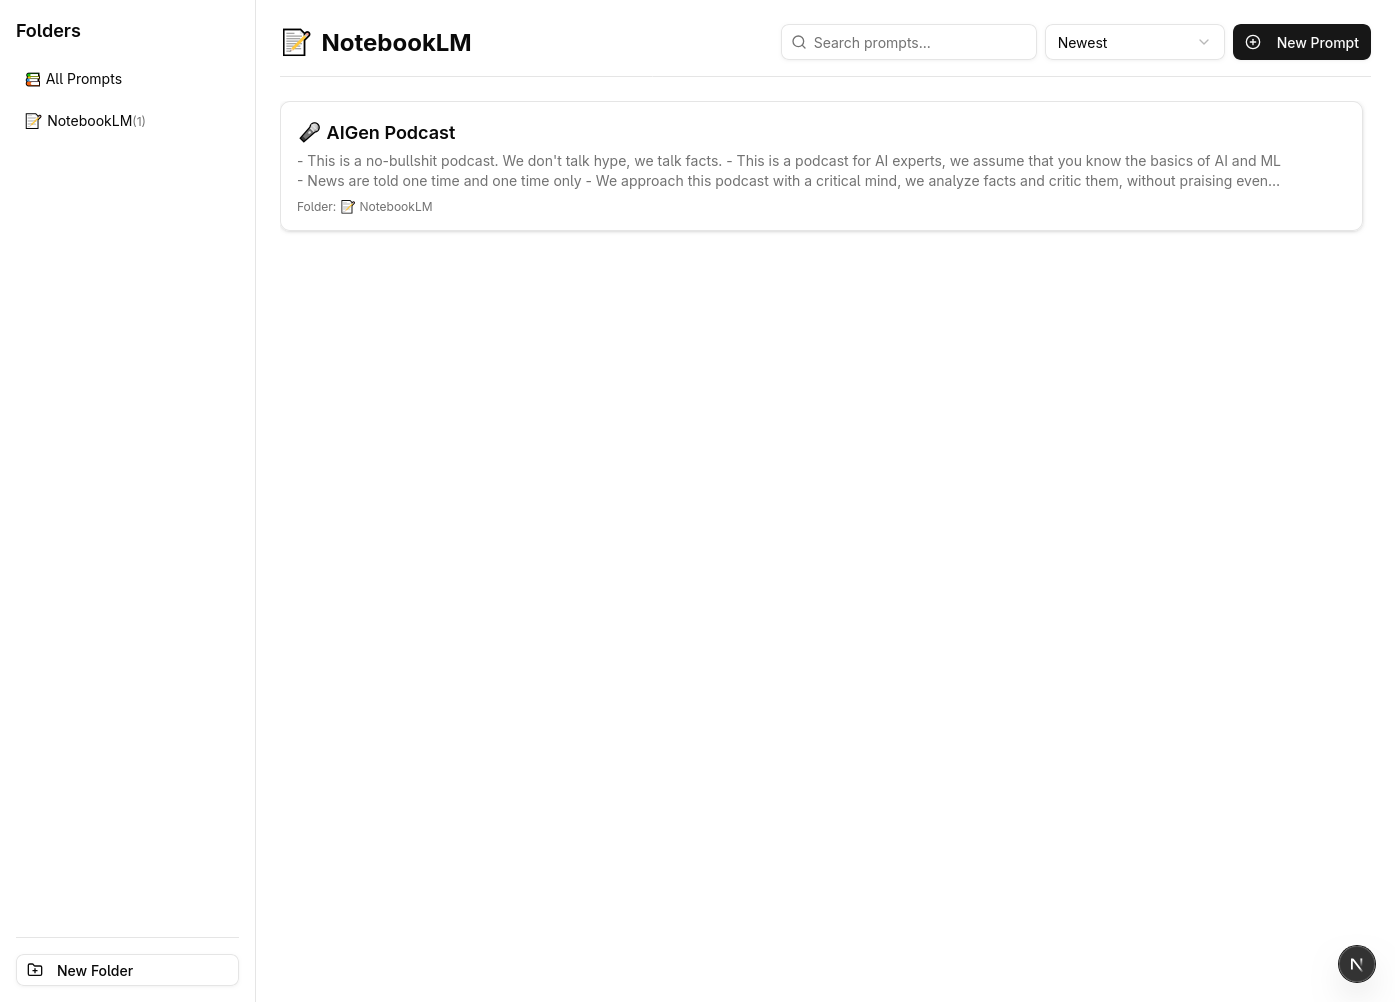 Folders
All Prompts
NotebookLM(1)
New Folder
NotebookLM
Search prompts...
Newest
New Prompt
AIGen Podcast
- This is a no-bullshit podcast. We don't talk hype, we talk facts. - This is a podcast for AI experts, we assume that you know the basics of AI and ML
- News are told one time and one time only - We approach this podcast with a critical mind, we analyze facts and critic them, without praising even...
Folder: NotebookLM
N